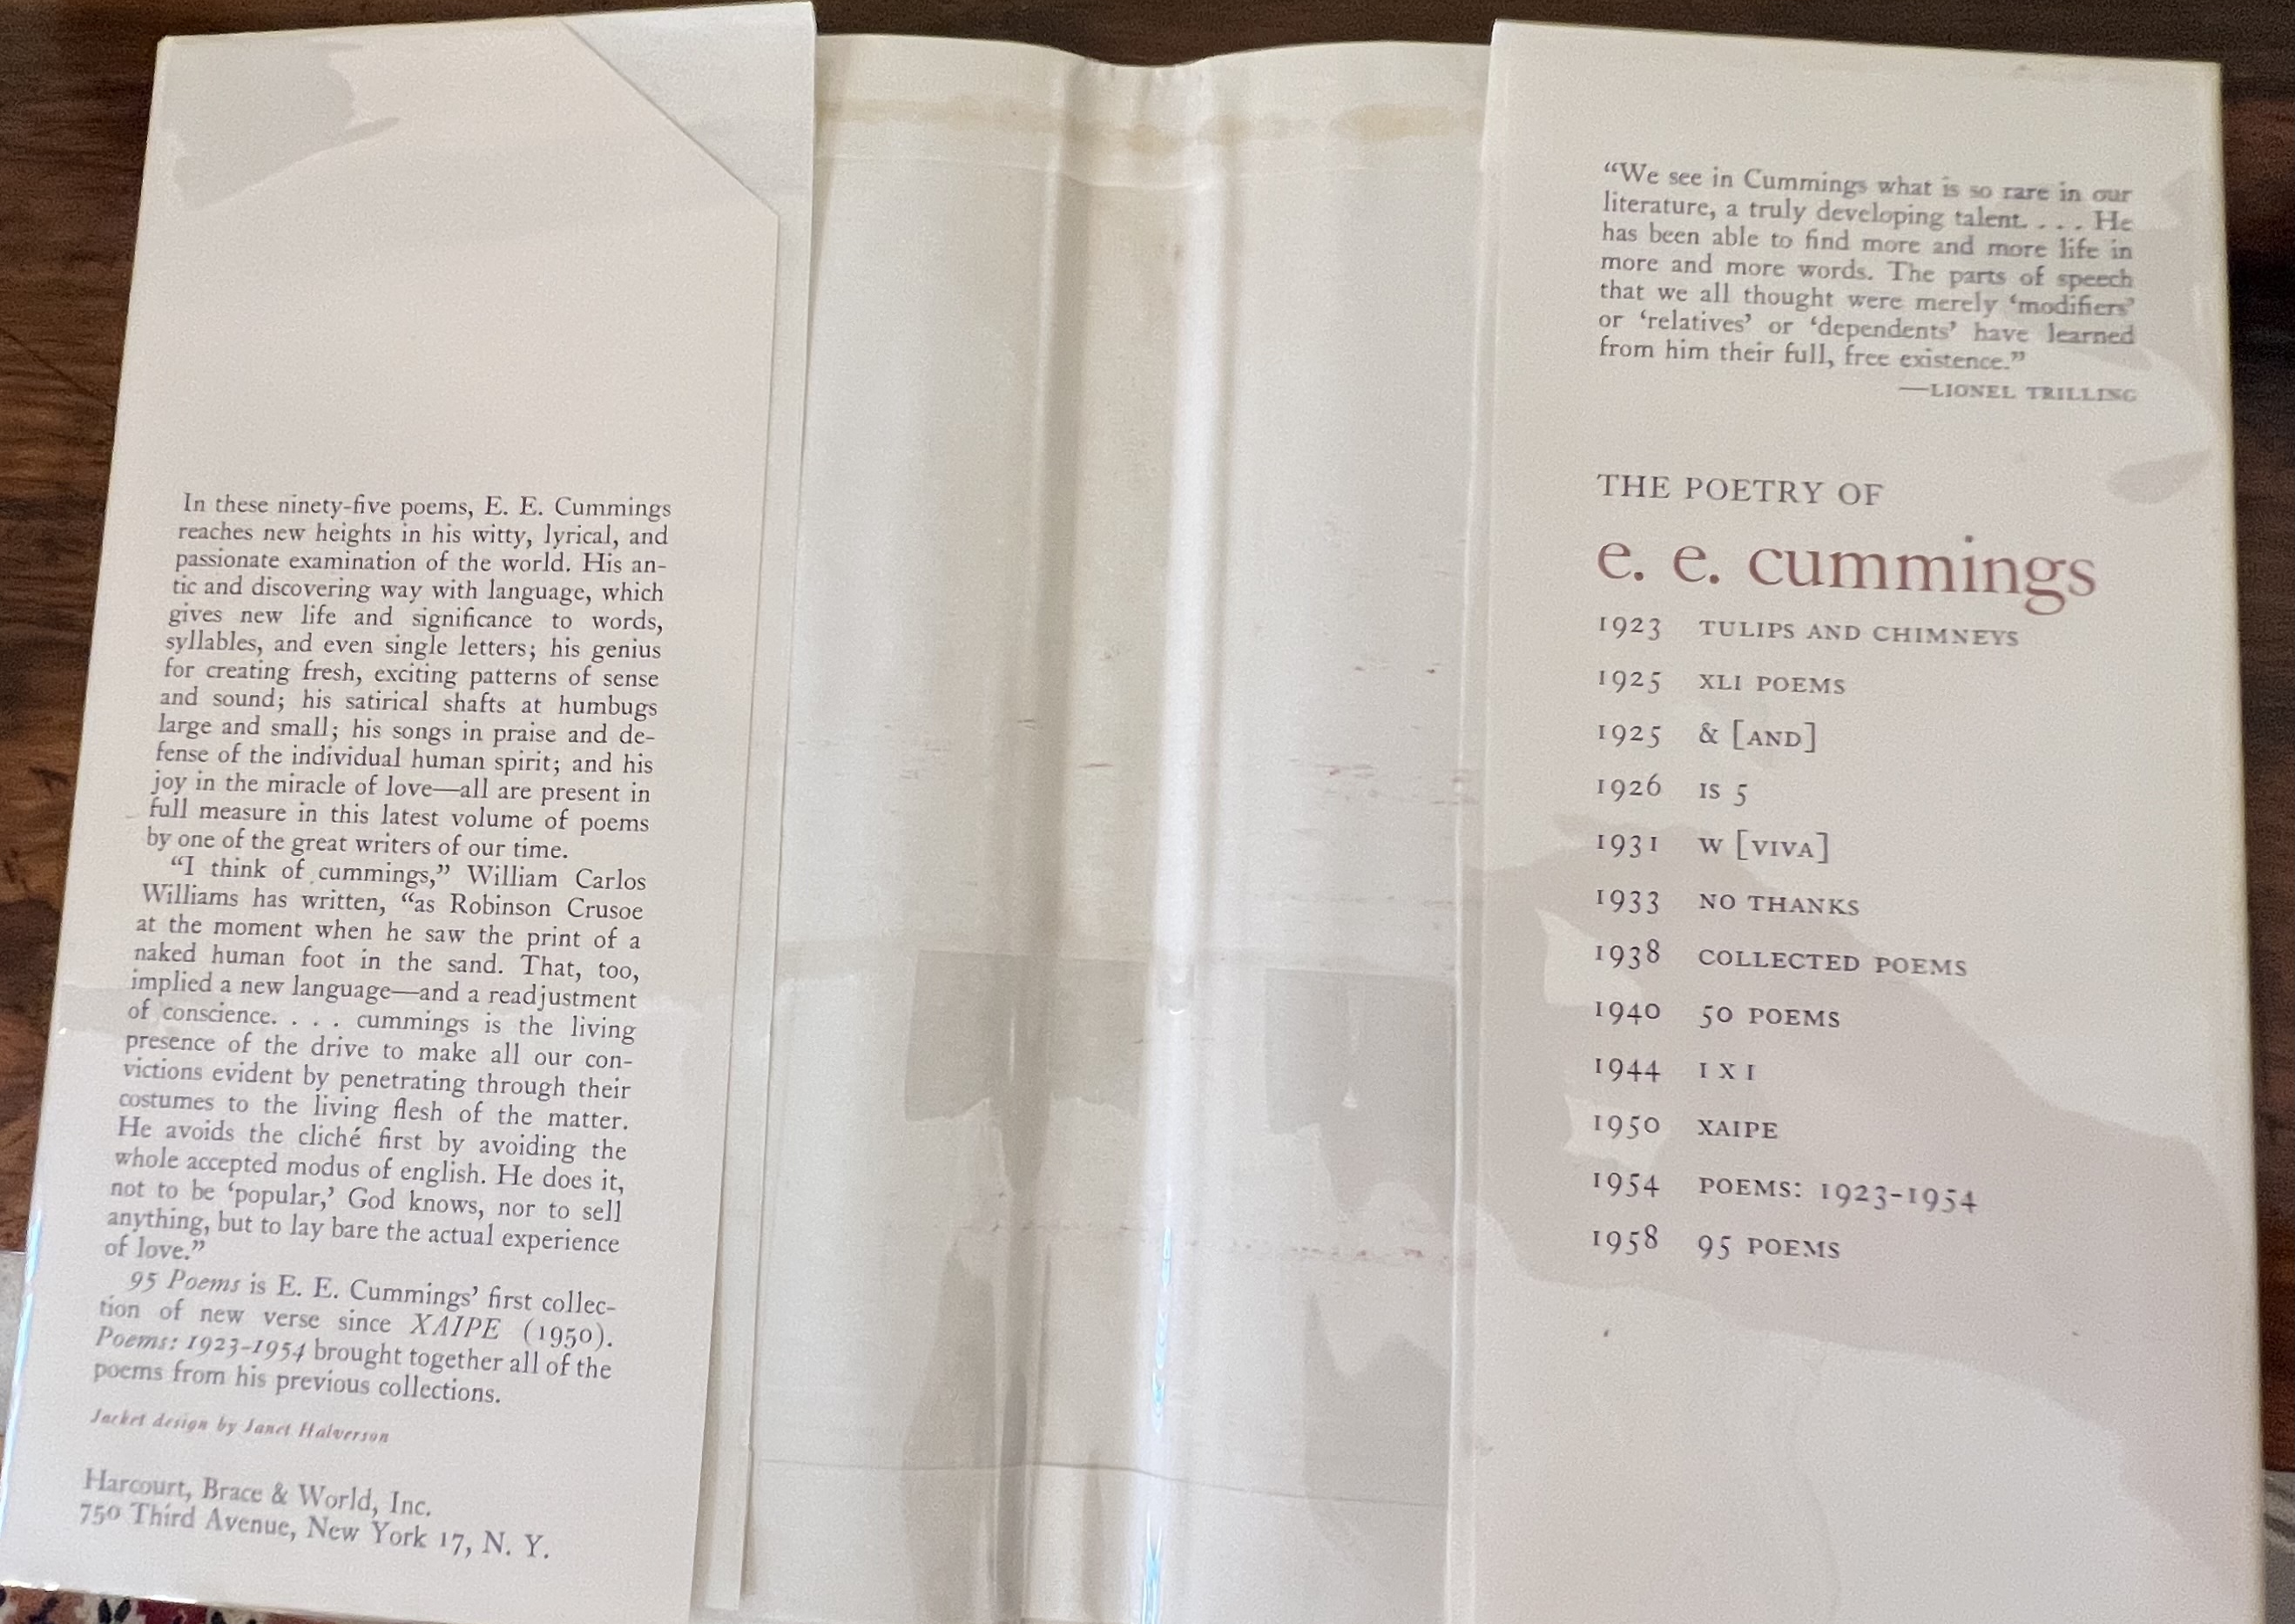 In these ninety-five poems, E. E. Cummings
reaches new heights in his witty, lyrical, and
passionate examination of the world. His an-
tic and discovering way with language, which
gives new life and significance to words,
syllables, and even single letters; his genius
for creating fresh, exciting patterns of sense
and sound; his satirical shafts at humbugs
large and small; his songs in praise and de-
fense of the individual human spirit; and his
joy in the miracle of love—all are present in
full measure in this latest volume of poems
by one of the great writers of our time.
“I think of cummings,” William Carlos
Williams has written, “as Robinson Crusoe
at the moment when he saw the print of a
naked human foot in the sand. That, too,
implied a new language—and a readjustment
of conscience. . . . cummings is the living
presence of the drive to make all our con-
victions evident by penetrating through their
costumes to the living flesh of the matter.
He avoids the cliché first by avoiding the
whole accepted modus of english. He does it,
not to be ‘popular,’ God knows, nor to sell
anything, but to lay bare the actual experience
of love.”
95 Poems is E. E. Cummings’ first collec-
tion of new verse since XAIPE (1950).
Poems: 1923-1954 brought together all of the
poems from his previous collections.
Jacket design by Janet Halverson
Harcourt, Brace & World, Inc.
750 Third Avenue, New York 17, N. Y.
“We see in Cummings what is so rare in our
literature, a truly developing talent. . . . He
has been able to find more and more life in
more and more words. The parts of speech
that we all thought were merely ‘modifiers’
or ‘relatives’ or ‘dependents’ have learned
from him their full, free existence.”
—LIONEL TRILLING
THE POETRY OF
e. e. cummings
1923 TULIPS AND CHIMNEYS
1925 XLI POEMS
1925 & [AND]
1926 IS 5
1931 W [VIVA]
1933 NO THANKS
1938 COLLECTED POEMS
1940 50 POEMS
1944 I X I
1950 XAIPE
1954 POEMS: 1923-1954
1958 95 POEMS